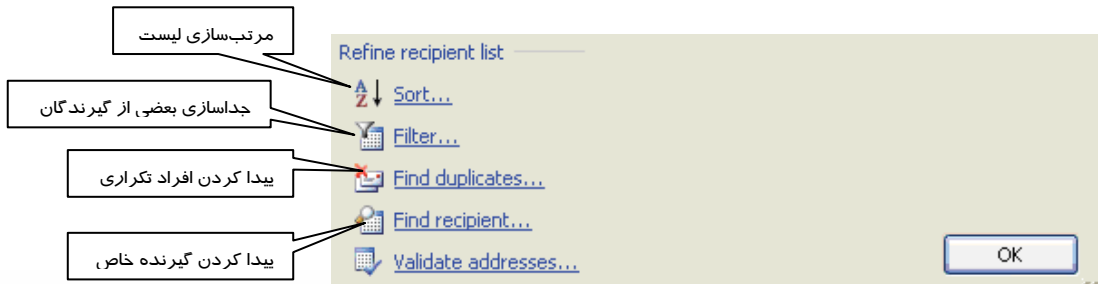 مرتب‌سازی لیست
Refine recipient list
Sort...
جداسازی بعضی از گیرندگان
Filter...
پیدا کردن افراد تکراری
Find duplicates...
پیدا کردن گیرنده خاص
Find recipient...
Validate addresses...
OK